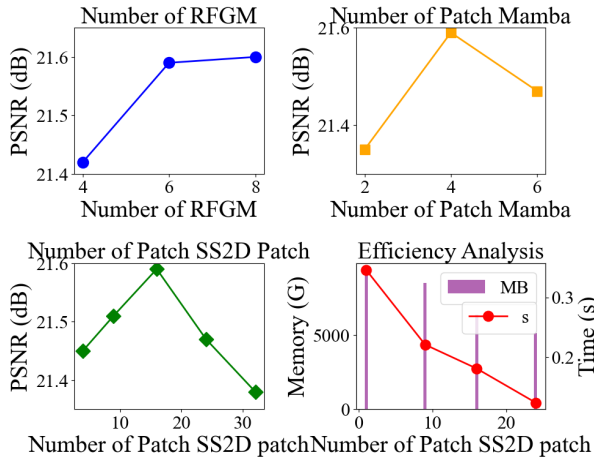 Number of RFGM
PSNR (dB)
21.6
21.5
21.4
4
6
8
Number of RFGM
Number of Patch Mamba
PSNR (dB)
21.6
21.4
2
4
6
Number of Patch Mamba
Number of Patch SS2D Patch
PSNR (dB)
21.6
21.5
21.4
10
20
30
Number of Patch SS2D patch
Efficiency Analysis
Memory (G)
5000
0
MB
s
0.3
0.2
Time (s)
0
10
20
Number of Patch SS2D patch